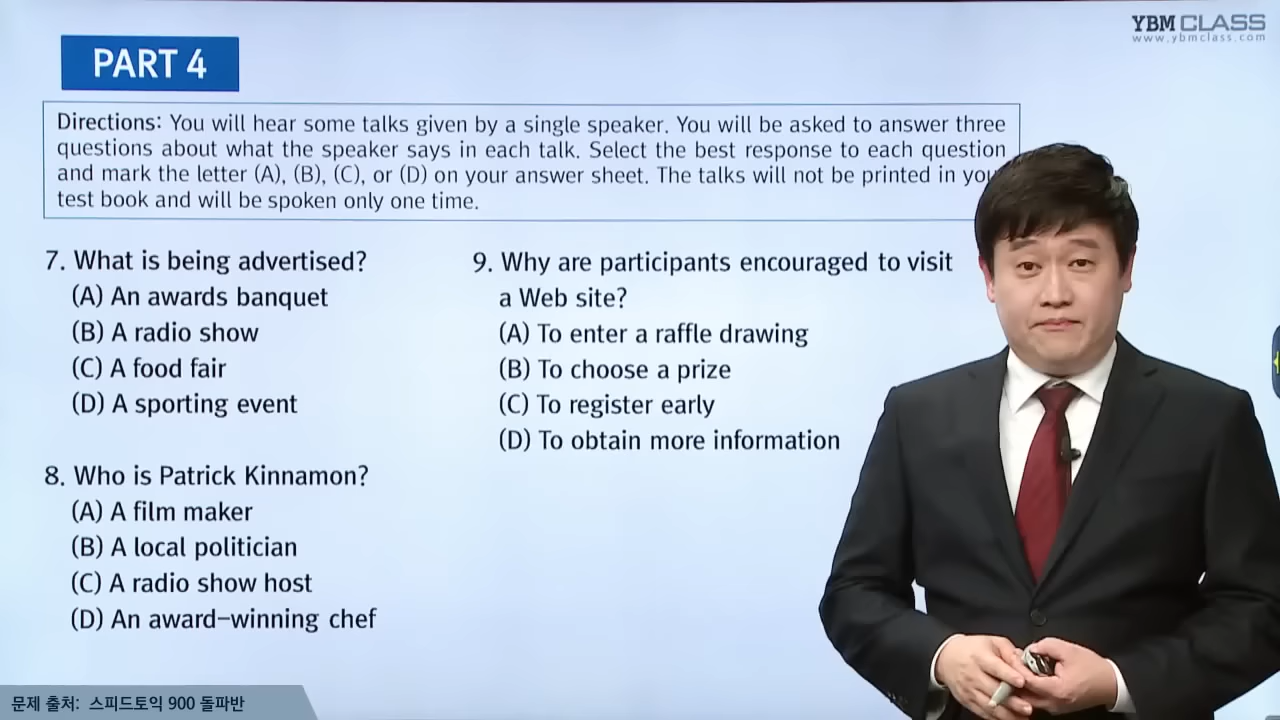 YBM CLASS
www.ybmclass.com
PART 4
Directions: You will hear some talks given by a single speaker. You will be asked to answer three
questions about what the speaker says in each talk. Select the best response to each question
and mark the letter (A), (B), (C), or (D) on your answer sheet. The talks will not be printed in your
test book and will be spoken only one time.
7. What is being advertised?
(A) An awards banquet
(B) A radio show
(C) A food fair
(D) A sporting event
8. Who is Patrick Kinnamon?
(A) A film maker
(B) A local politician
(C) A radio show host
(D) An award-winning chef
9. Why are participants encouraged to visit
a Web site?
(A) To enter a raffle drawing
(B) To choose a prize
(C) To register early
(D) To obtain more information
문제 출처: 스피드토익 900 돌파반